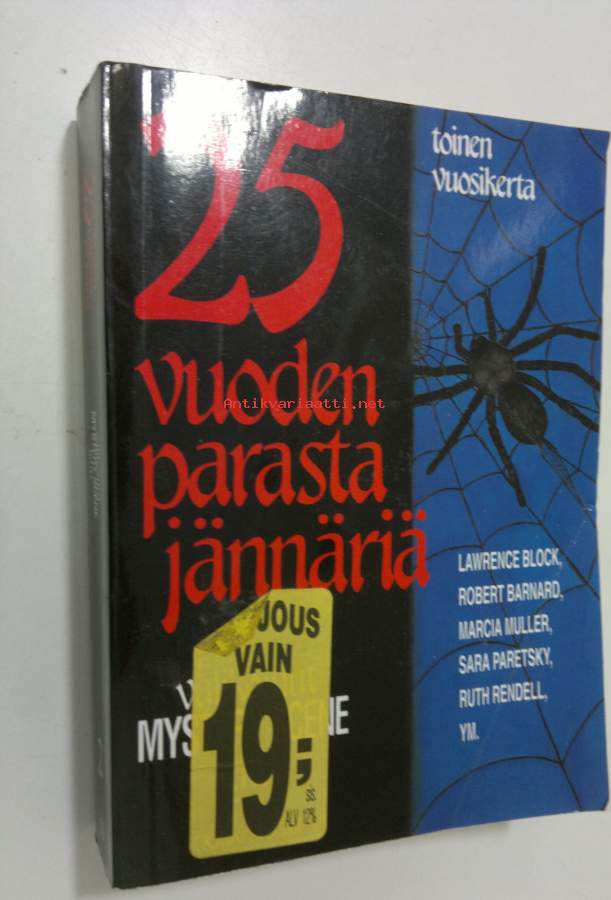 25
vuoden
parasta
jännäriä
toinen
vuosikerta
LAWRENCE BLOCK,
ROBERT BARNARD,
MARCIA MULLER,
SARA PARETSKY,
RUTH RENDELL,
YM.
JOUS
VAIN
19;
ALV 12%
Antikvariaatti.net
2